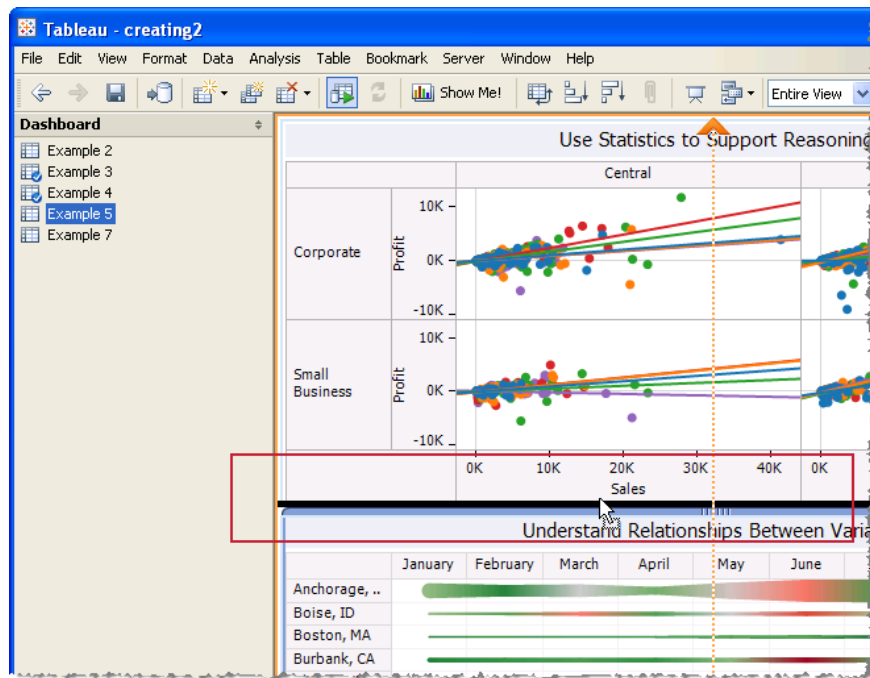 Tableau - creating2
File Edit View Format Data Analysis Table Bookmark Server Window Help
Show Me! Entire View
Dashboard
Example 2
Example 3
Example 4
Example 5
Example 7
Use Statistics to Support Reasoning
Central
Corporate
Profit
10K
0K
-10K
Small
Business
Profit
10K
0K
-10K
0K 10K 20K 30K 40K 0K
Sales
Understand Relationships Between Varia
January February March April May June
Anchorage, ..
Boise, ID
Boston, MA
Burbank, CA